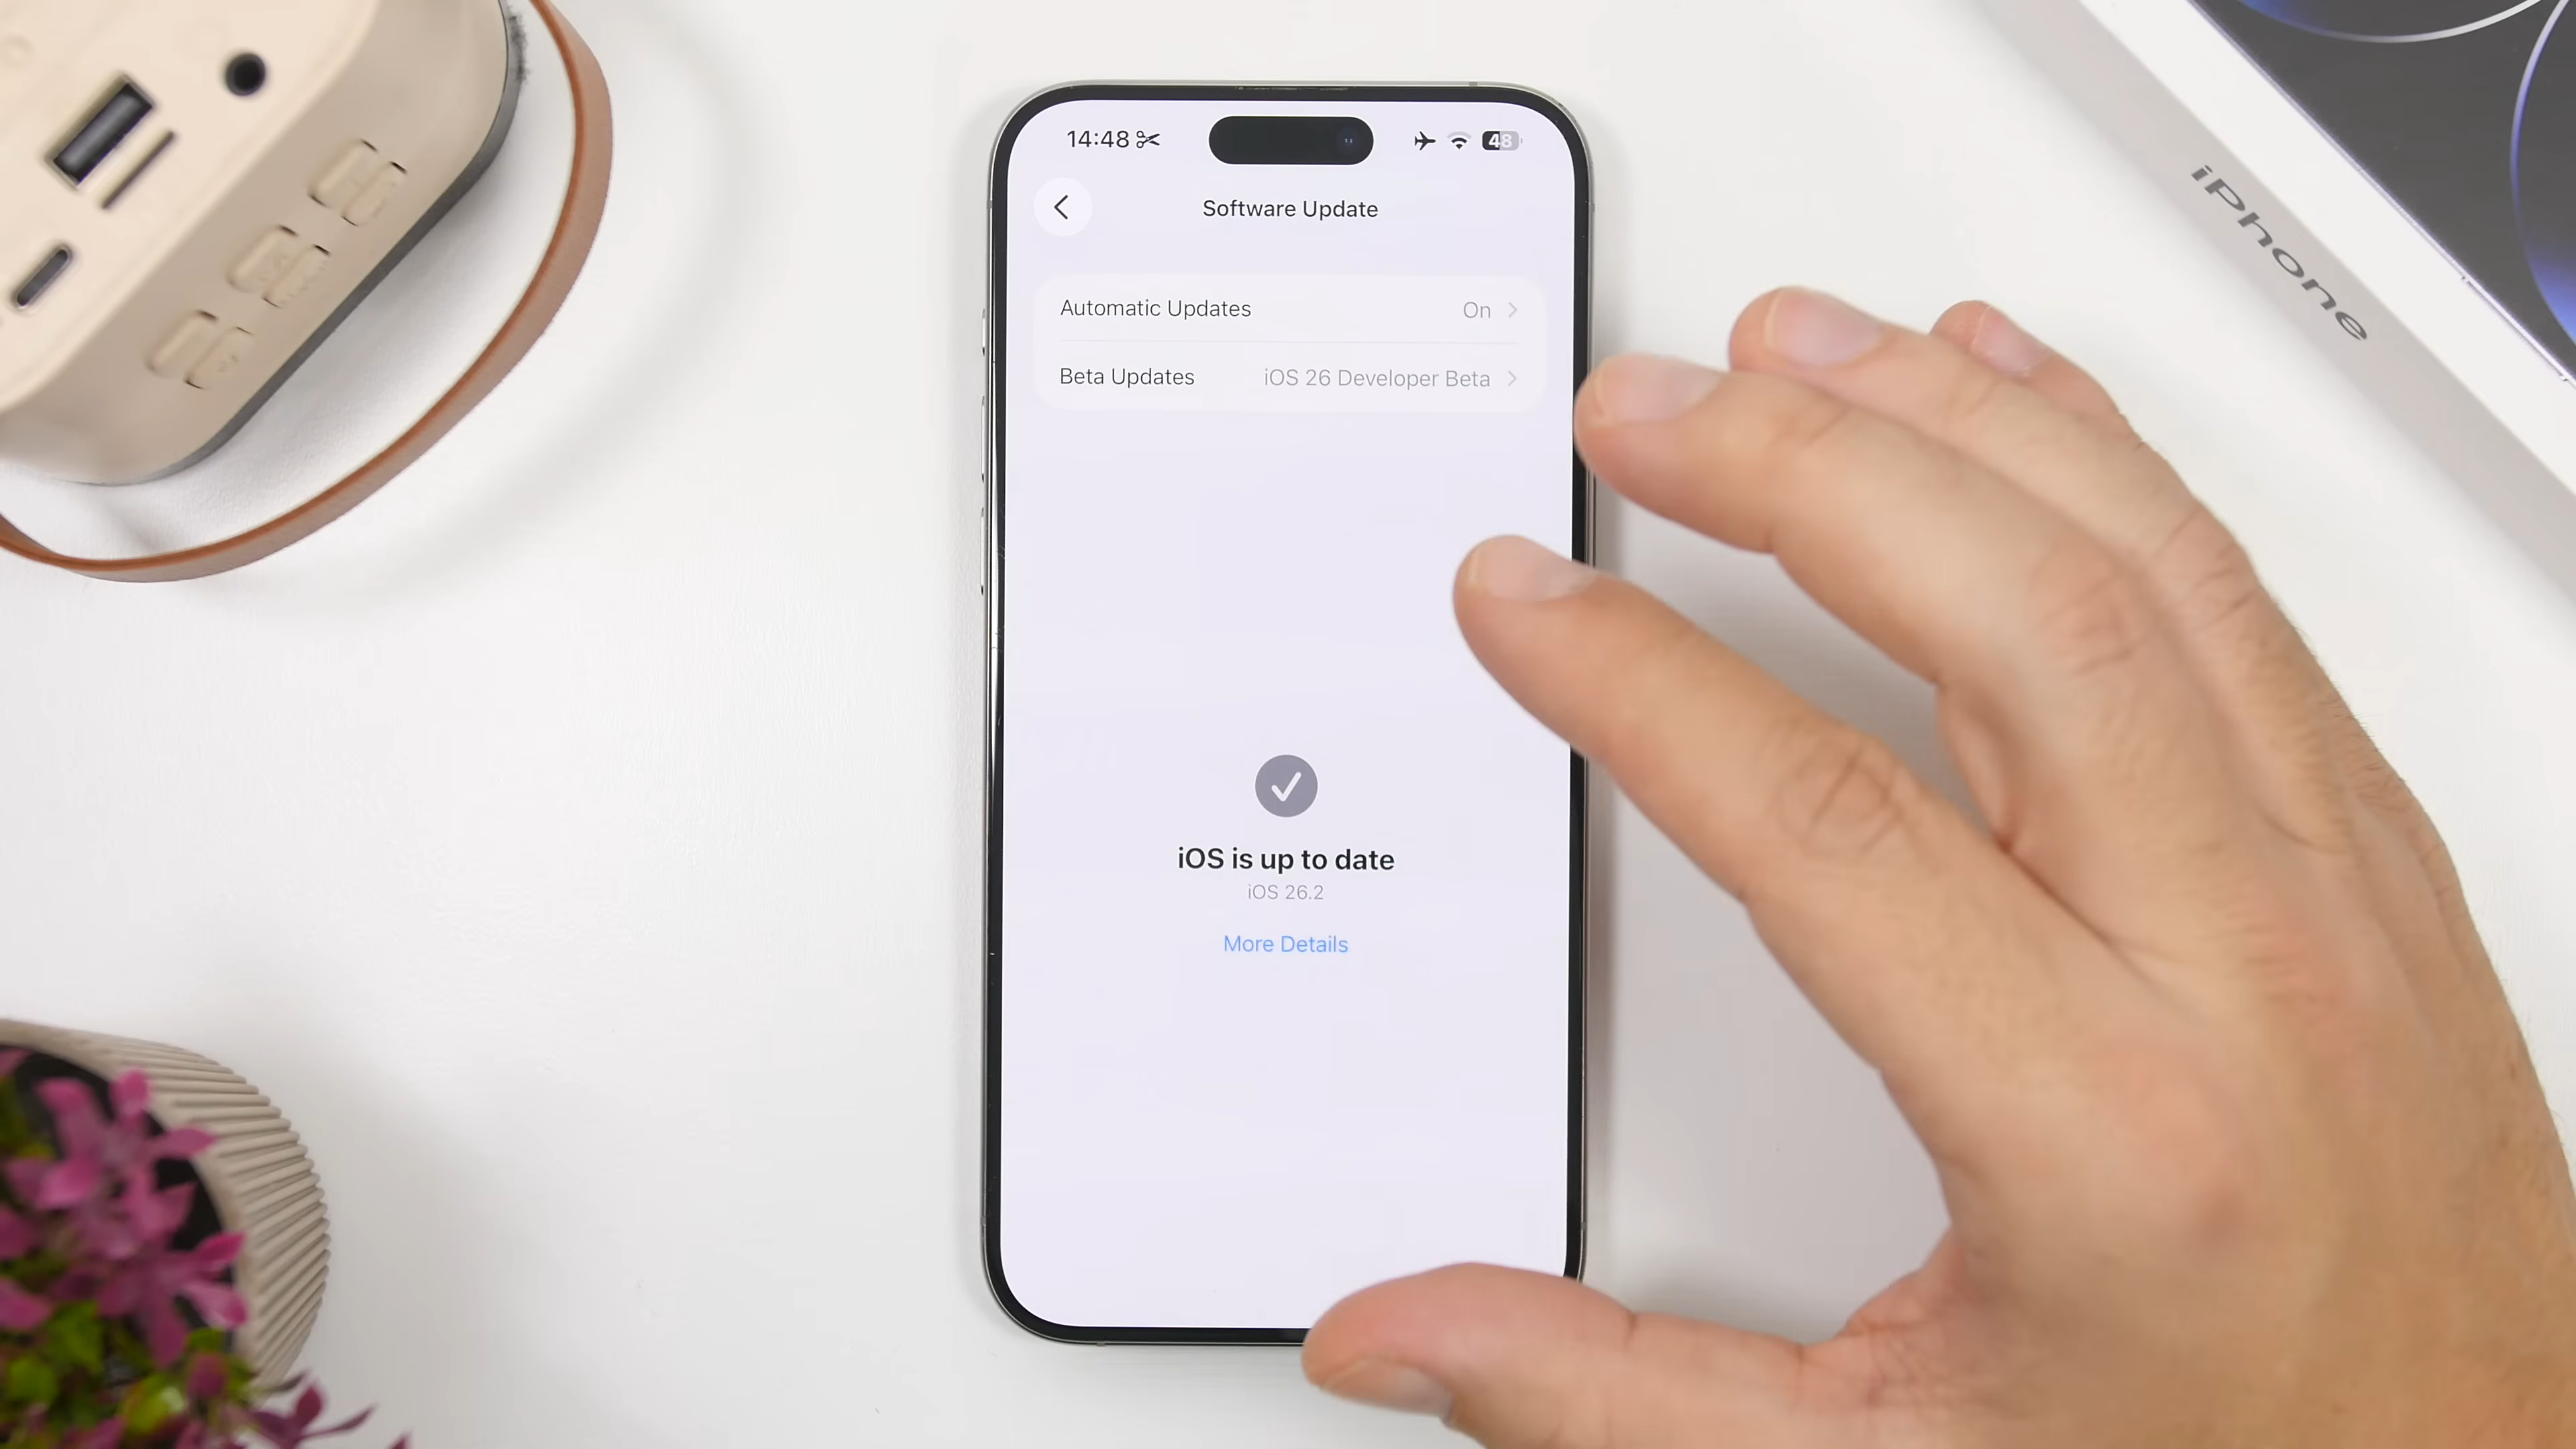 14:48
48
Software Update
Automatic Updates On
Beta Updates iOS 26 Developer Beta
iOS is up to date
iOS 26.2
More Details
iPhone